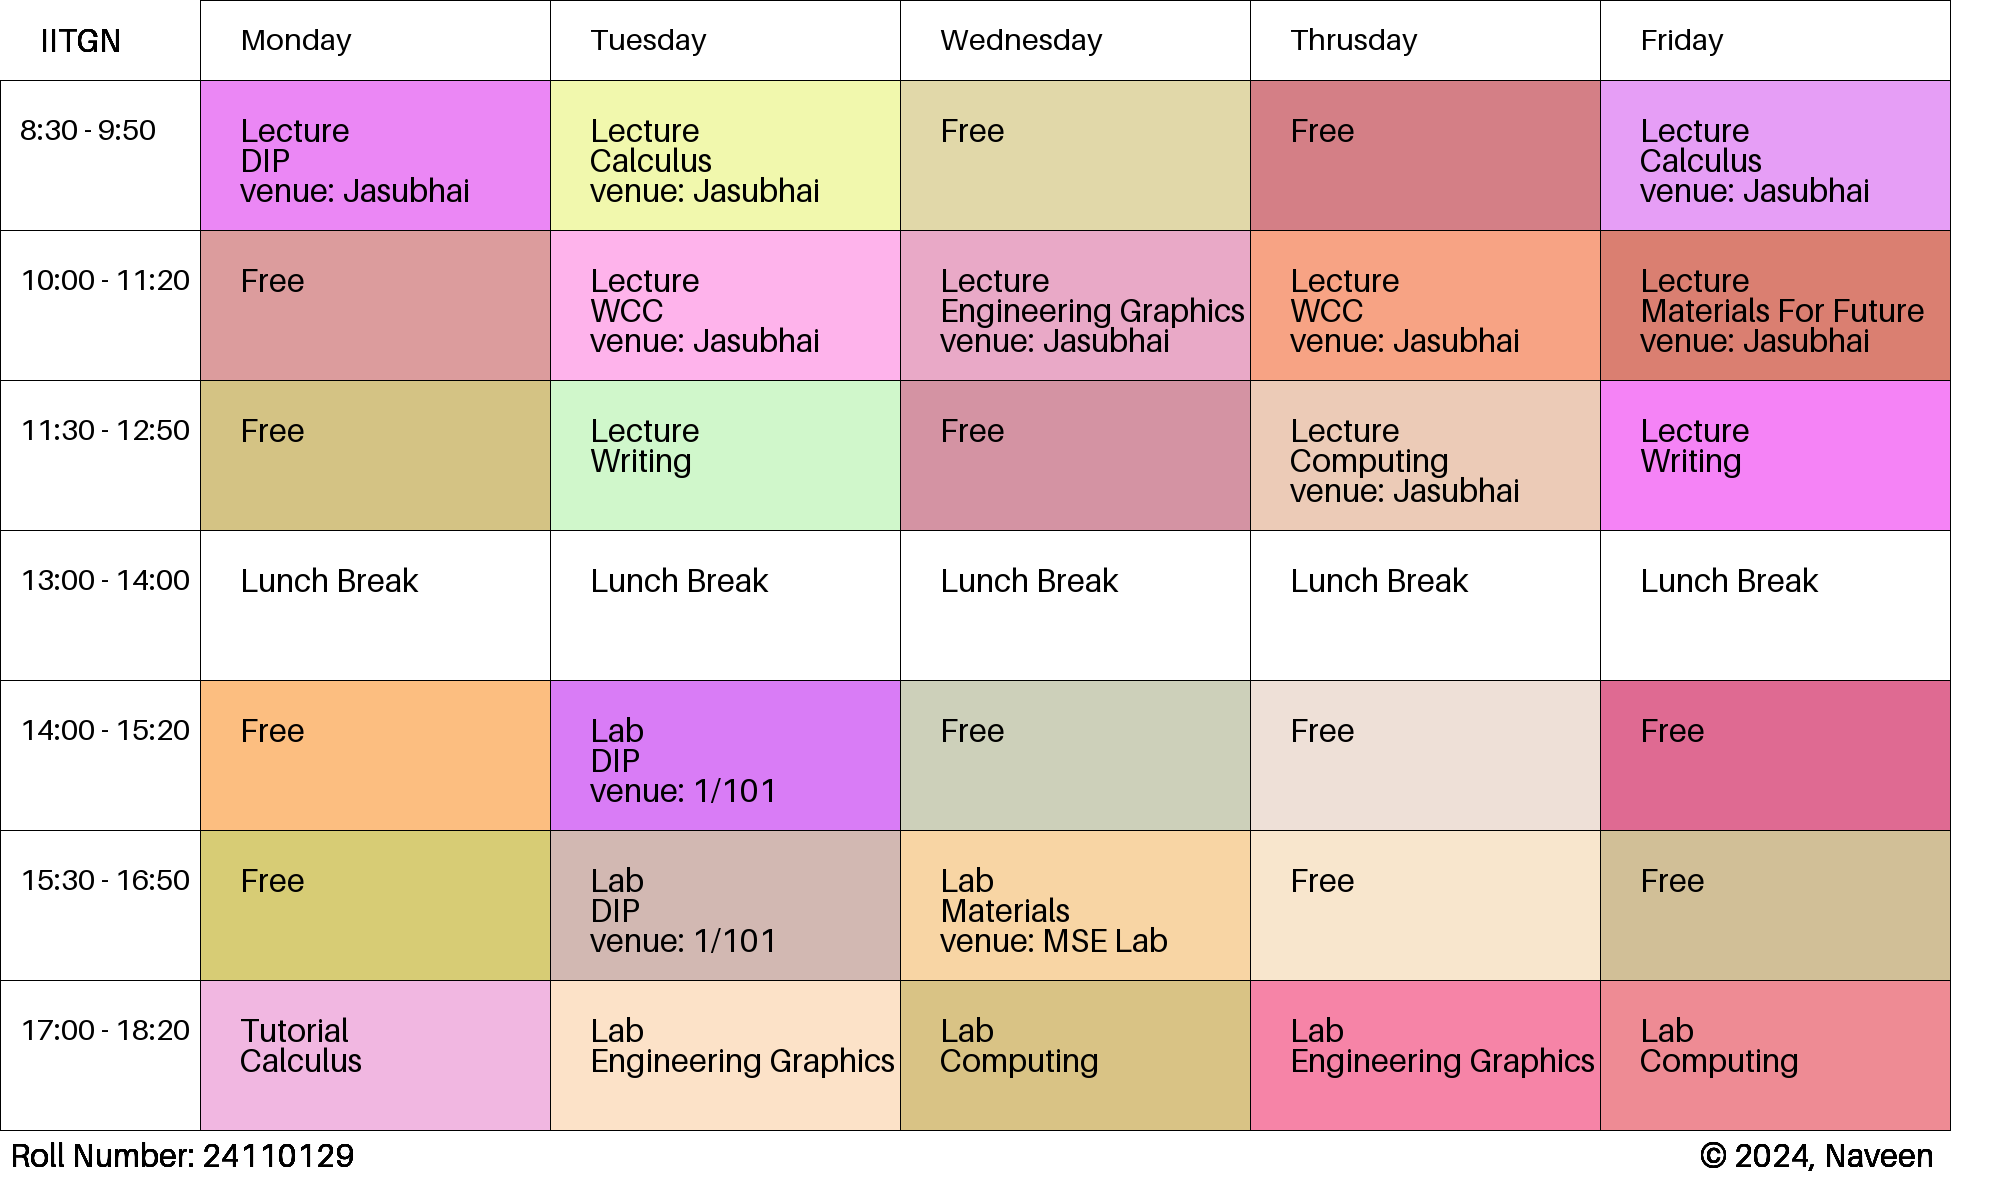 IITGN Monday Tuesday Wednesday Thrusday Friday
8:30 - 9:50
Lecture
DIP
venue: Jasubhai
Lecture
Calculus
venue: Jasubhai
Free
Free
Lecture
Calculus
venue: Jasubhai
10:00 - 11:20
Free
Lecture
WCC
venue: Jasubhai
Lecture
Engineering Graphics
venue: Jasubhai
Lecture
WCC
venue: Jasubhai
Lecture
Materials For Future
venue: Jasubhai
11:30 - 12:50
Free
Lecture
Writing
Free
Lecture
Computing
venue: Jasubhai
Lecture
Writing
13:00 - 14:00
Lunch Break
Lunch Break
Lunch Break
Lunch Break
Lunch Break
14:00 - 15:20
Free
Lab
DIP
venue: 1/101
Free
Free
Free
15:30 - 16:50
Free
Lab
DIP
venue: 1/101
Lab
Materials
venue: MSE Lab
Free
Free
17:00 - 18:20
Tutorial
Calculus
Lab
Engineering Graphics
Lab
Computing
Lab
Engineering Graphics
Lab
Computing
Roll Number: 24110129
© 2024, Naveen